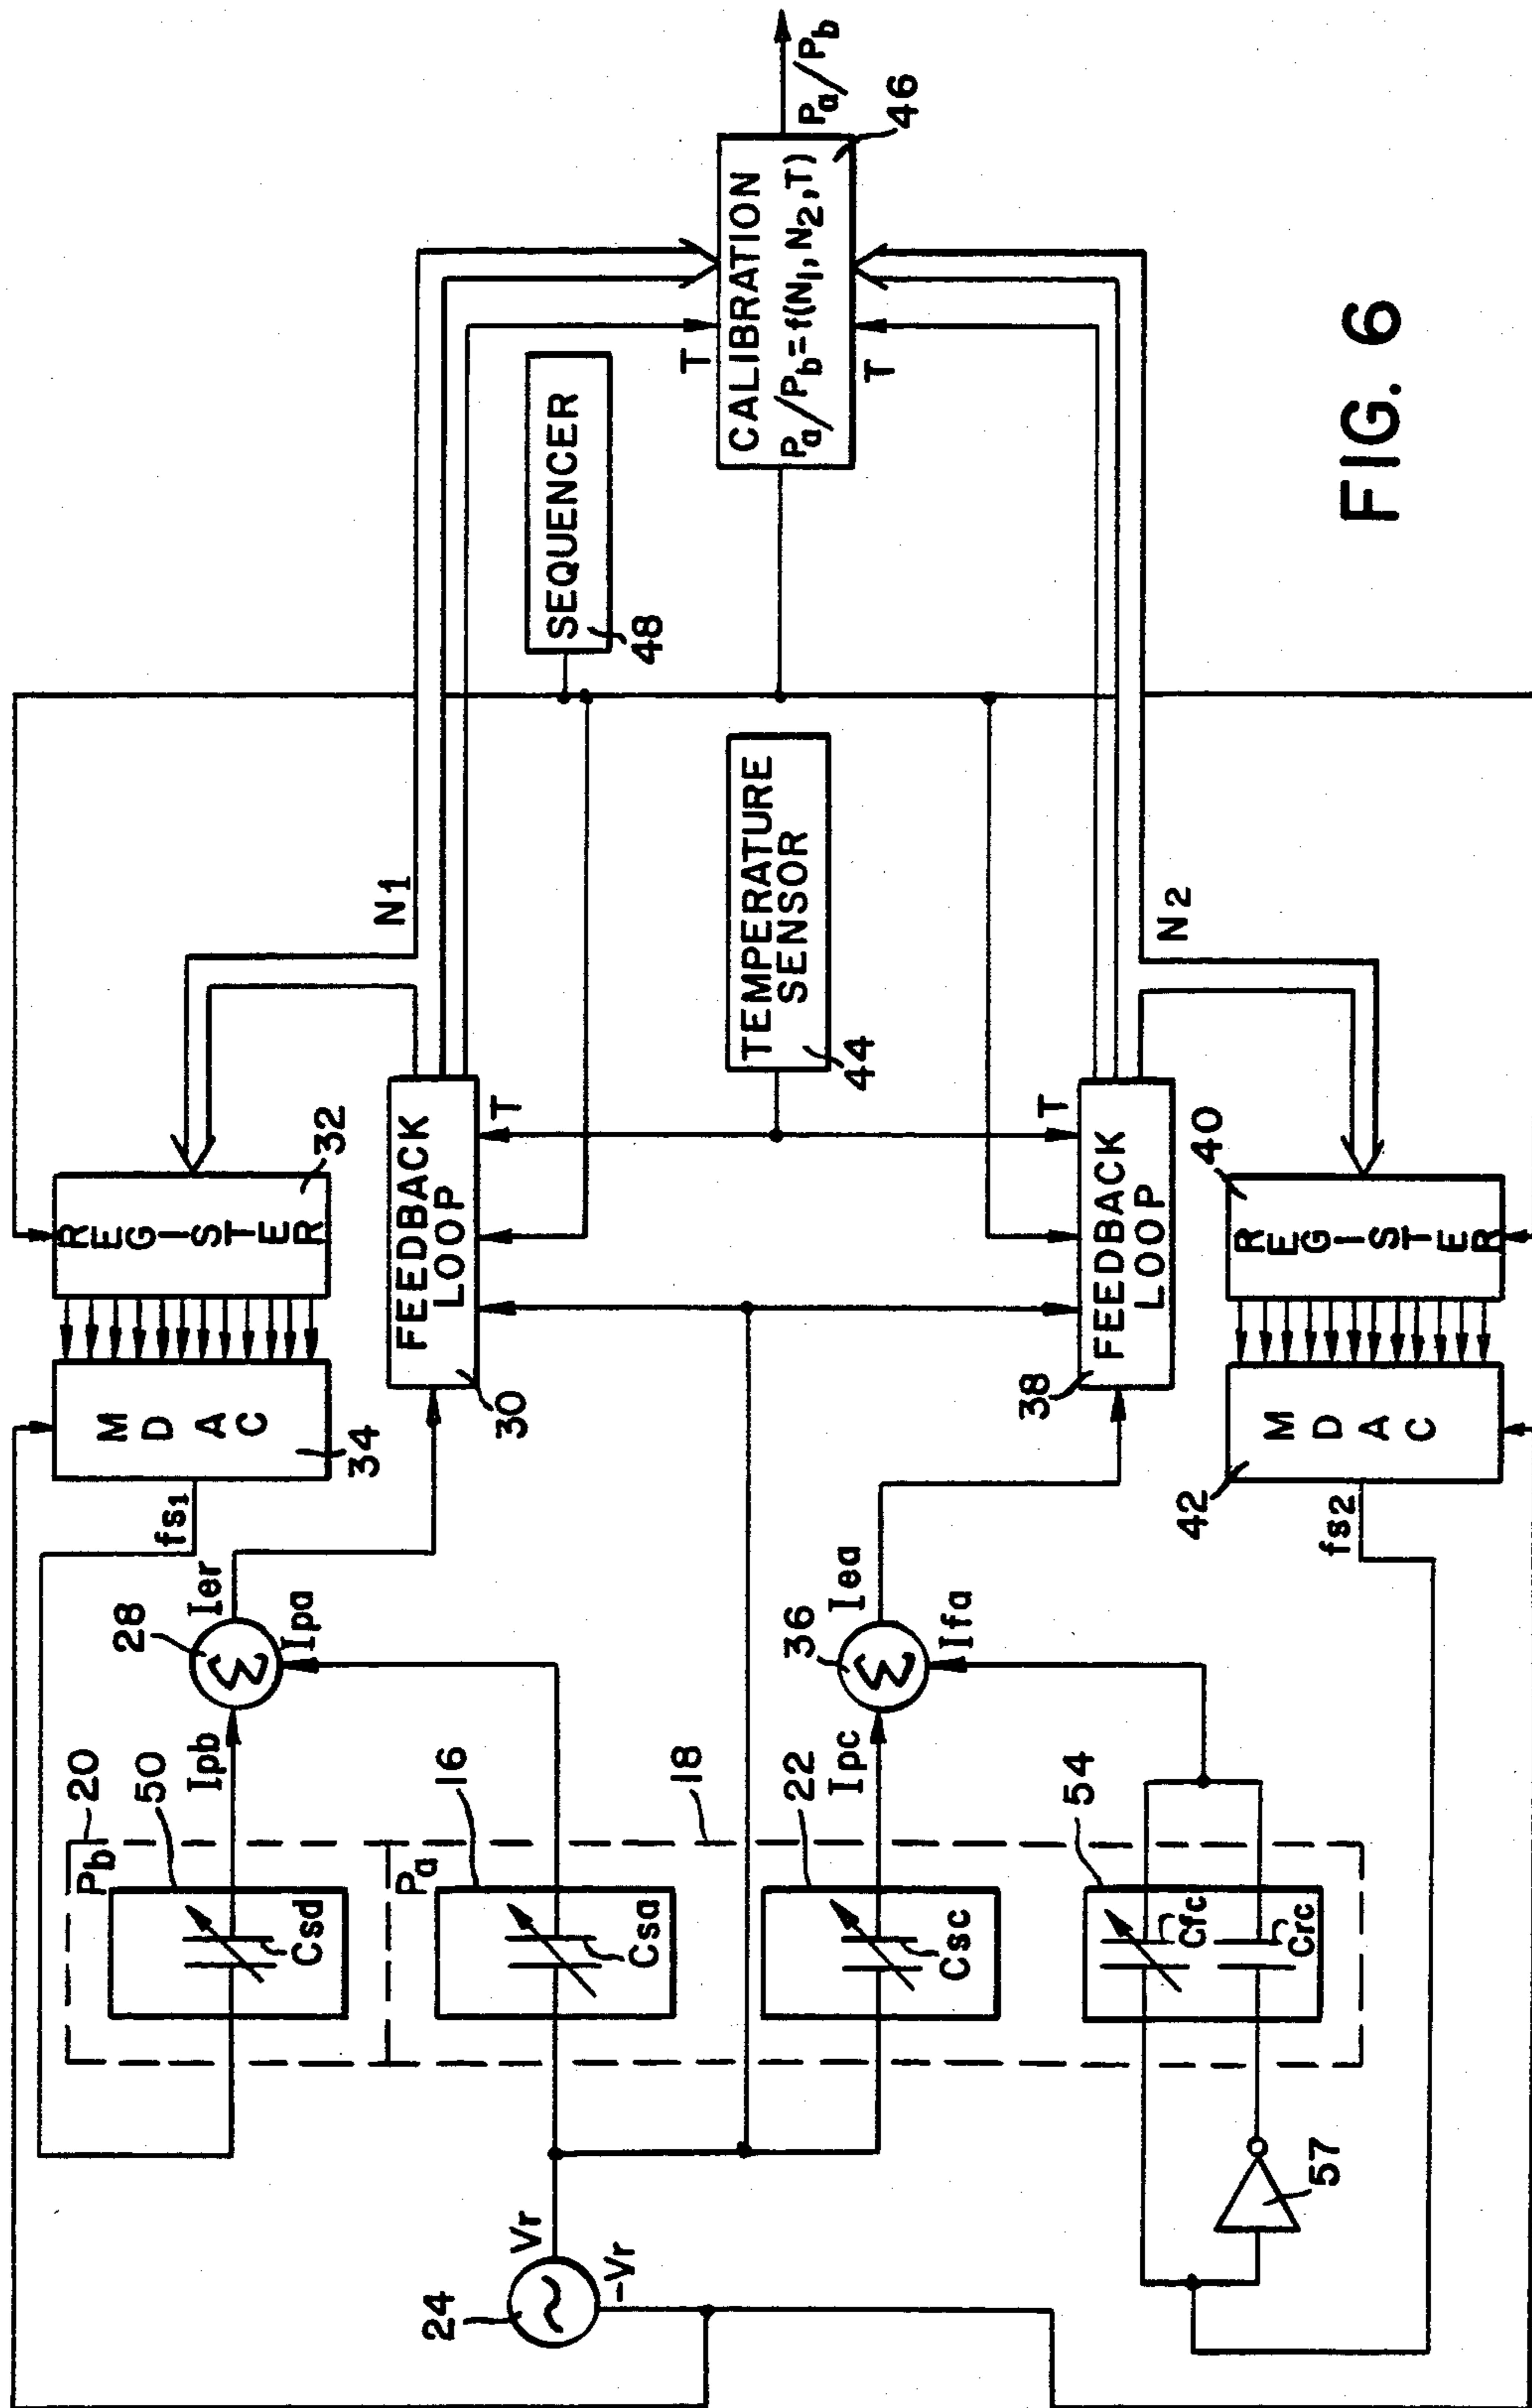 20
Pb
50
Csd
Ipb
28
Ier
Ipa
fs1
MDAC
34
REGISTER
32
N1
Pa
16
Csa
18
FEEDBACK
LOOP
30
T
SEQUENCER
48
24
Vr
-Vr
22
Csc
Ipc
36
Iea
Ifa
TEMPERATURE
SENSOR
44
T
CALIBRATION
Pa/Pb=f(N1, N2,T)
46
Pa/Pb
T
54
Cfc
Crc
57
FEEDBACK
LOOP
38
T
fs2
MDAC
42
REGISTER
40
N2
FIG. 6